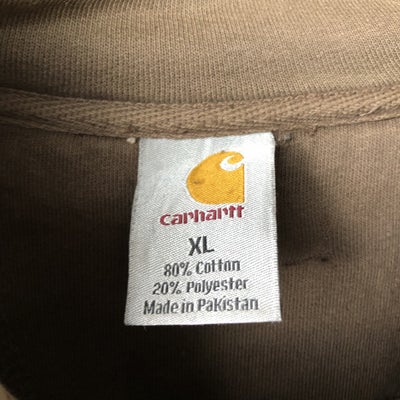 carhartt
XL
80% Cotton
20% Polyester
Made in Pakistan